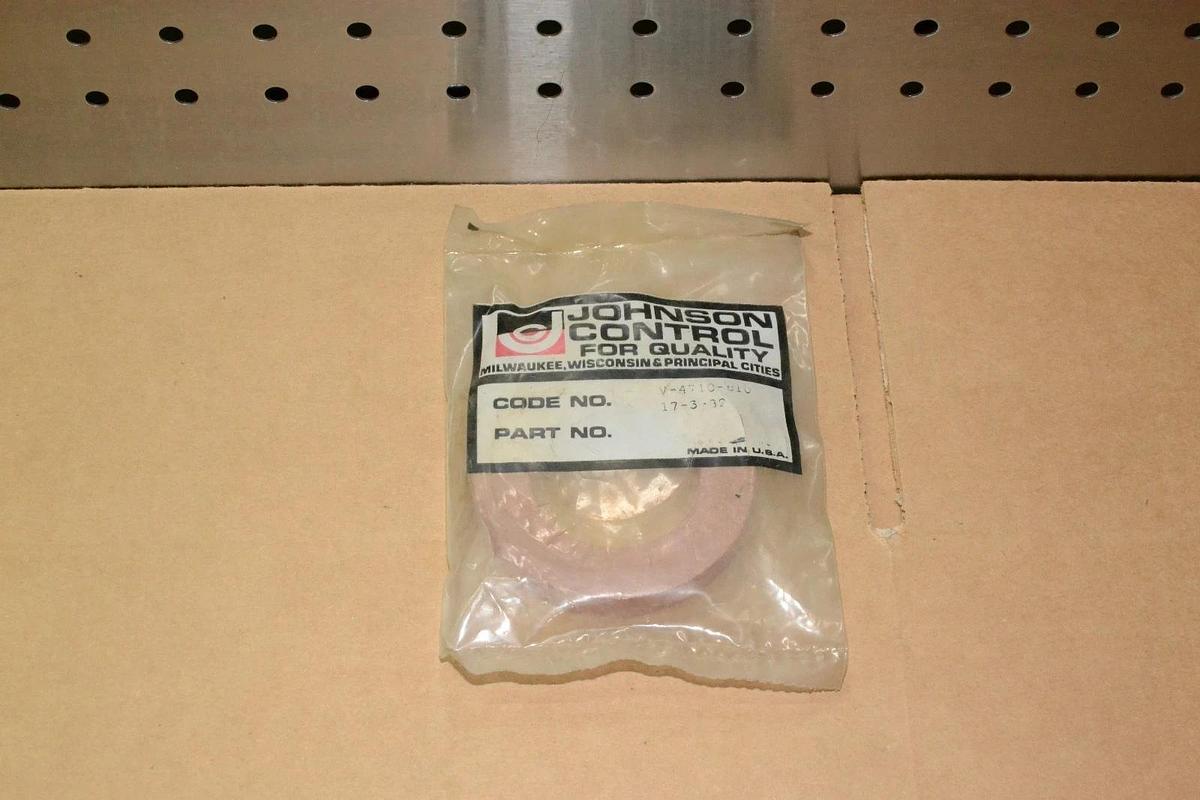 JOHNSON
CONTROL
FOR QUALITY
MILWAUKEE, WISCONSIN & PRINCIPAL CITIES
CODE NO.
PART NO.
MADE IN U.S.A.